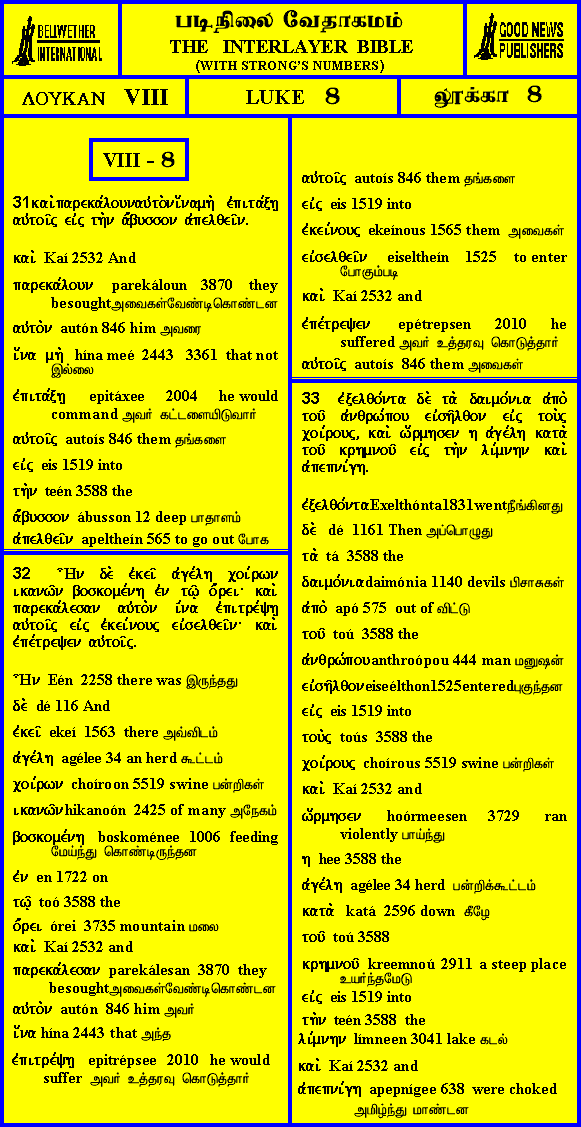 BELLWETHER
INTERNATIONAL
படிநிலை வேதாகமம்
THE INTERLAYER BIBLE
(WITH STRONG'S NUMBERS)
GOOD NEWS
PUBLISHERS
ΛΟΥΚΑΝ VIII
LUKE 8
லூக்கா 8
VIII - 8
31καὶπαρεκάλουναὐτὸνἵναμὴ ἐπιτάξῃ
αὐτοῖς εἰς τὴν ἄβυσσον ἀπελθεῖν.
καὶ Kaí 2532 And
παρεκάλουν parekáloun 3870 they
besoughtஅவைகள்வேண்டிகொண்டன
αὐτὸν autón 846 him அவரை
ἵνα μὴ hína meé 2443 3361 that not
இல்லை
ἐπιτάξῃ epitáxee 2004 he would
command அவர் கட்டளையிடுவார்
αὐτοῖς autoís 846 them தங்களை
εἰς eis 1519 into
τὴν teén 3588 the
ἄβυσσον ábusson 12 deep பாதாளம்
ἀπελθεῖν apeltheín 565 to go out போக
32 Ἦν δὲ ἐκεῖ ἀγέλη χοίρων
ικανῶν βοσκομένη ἐν τῷ ὄρει· καὶ
παρεκάλεσαν αὐτὸν ἵνα ἐπιτρέψῃ
αὐτοῖς εἰς ἐκείνους εἰσελθεῖν· καὶ
ἐπέτρεψεν αὐτοῖς.
Ἦν Eén 2258 there was இருந்தது
δὲ dé 116 And
ἐκεῖ ekeí 1563 there அவ்விடம்
ἀγέλη agélee 34 an herd கூட்டம்
χοίρων choíroon 5519 swine பன்றிகள்
ικανῶν hikanoón 2425 of many அநேகம்
βοσκομένη boskoménee 1006 feeding
மேய்ந்து கொண்டிருந்தன
ἐν en 1722 on
τῷ toó 3588 the
ὄρει órei 3735 mountain மலை
καὶ Kaí 2532 and
παρεκάλεσαν parekálesan 3870 they
besoughtஅவைகள்வேண்டிகொண்டன
αὐτὸν autón 846 him அவர்
ἵνα hína 2443 that அந்த
ἐπιτρέψῃ epitrépsee 2010 he would
suffer அவர் உத்தரவு கொடுத்தார்
αὐτοῖς autoís 846 them தங்களை
εἰς eis 1519 into
ἐκείνους ekeínous 1565 them அவைகள்
εἰσελθεῖν eiseltheín 1525 to enter
போகும்படி
καὶ Kaí 2532 and
ἐπέτρεψεν epétrepsen 2010 he
suffered அவர் உத்தரவு கொடுத்தார்
αὐτοῖς autoís 846 them அவைகள்
33 ἐξελθόντα δὲ τὰ δαιμόνια ἀπὸ
τοῦ ἀνθρώπου εἰσῆλθον εἰς τοὺς
χοίρους, καὶ ὥρμησεν η ἀγέλη κατὰ
τοῦ κρημνοῦ εἰς τὴν λίμνην καὶ
ἀπεπνίγη.
ἐξελθόνταExelthónta1831wentநீங்கினது
δὲ dé 1161 Then அப்பொழுது
τὰ tá 3588 the
δαιμόνιαdaimónia 1140 devils பிசாசுகள்
ἀπὸ apó 575 out of விட்டு
τοῦ toú 3588 the
ἀνθρώπουanthroópou 444 man மனுஷன்
εἰσῆλθονeiseélthon1525enteredபுகுந்தன
εἰς eis 1519 into
τοὺς toús 3588 the
χοίρους choírous 5519 swine பன்றிகள்
καὶ Kaí 2532 and
ὥρμησεν hoórmeesen 3729 ran
violently பாய்ந்து
η hee 3588 the
ἀγέλη agélee 34 herd பன்றிக்கூட்டம்
κατὰ katá 2596 down கீழே
τοῦ toú 3588
κρημνοῦ kreemnoú 2911 a steep place
உயர்ந்தமேடு
εἰς eis 1519 into
τὴν teén 3588 the
λίμνην límneen 3041 lake கடல்
καὶ Kaí 2532 and
ἀπεπνίγη apepnígee 638 were choked
அமிழ்ந்து மாண்டன